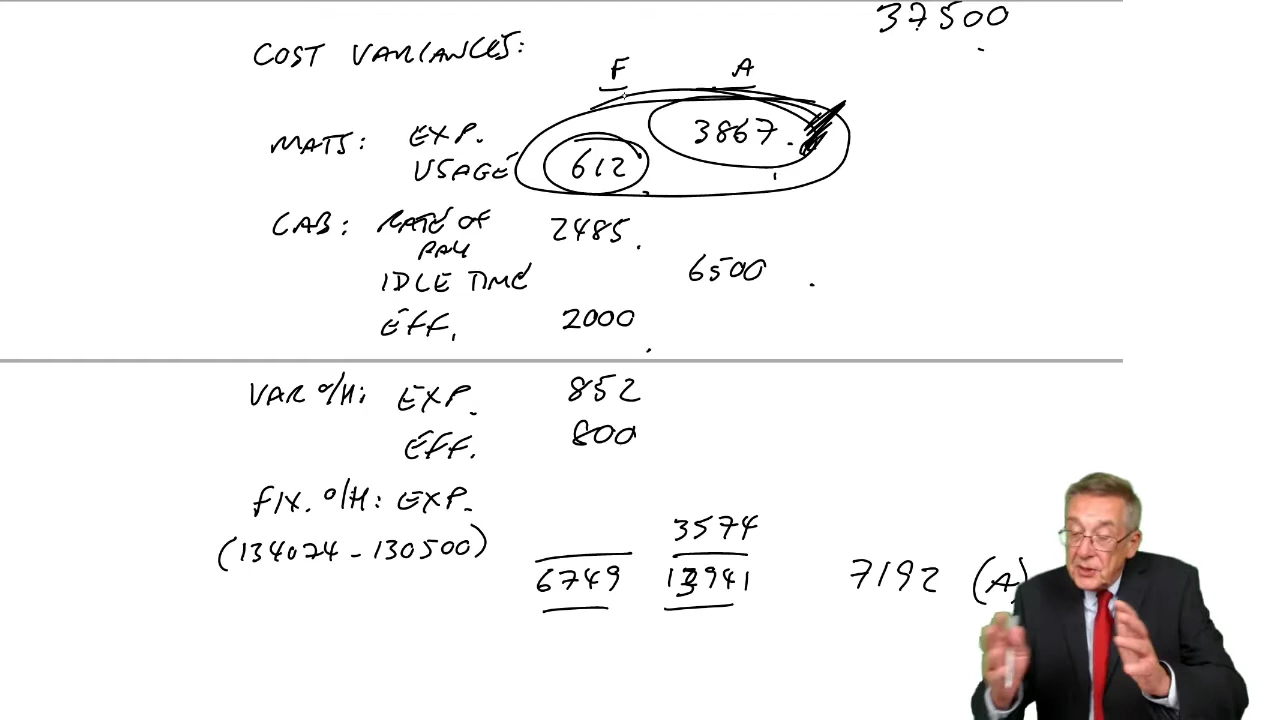 37500
COST VARIANCES:
F A
MATS: EXP. 3867
USAGE 612
LAB: RATE OF PAY 2485
IDLE TIME 6500
EFF. 2000
VAR O/H: EXP. 852
EFF. 800
FIX. O/H: EXP.
(134074 - 130500) 3574
6749 13941 7192 (A)